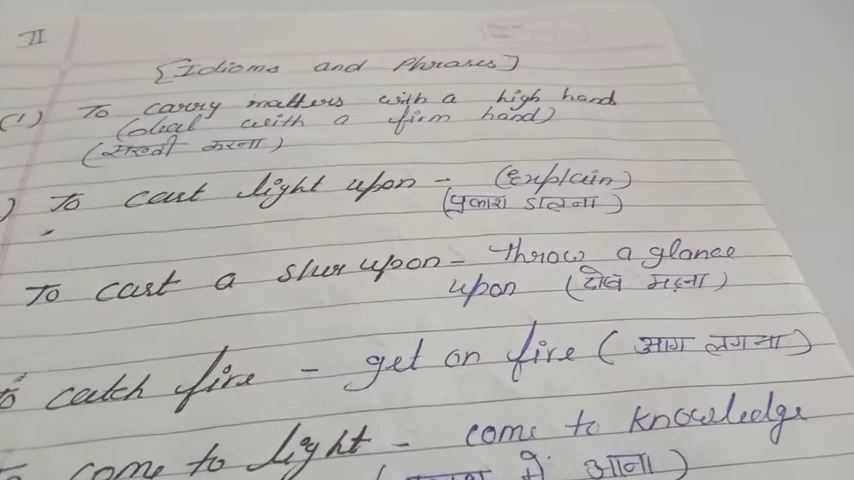 II
{Idioms and Phrases}
(1) To carry matters with a high hand
(deal with a firm hand)
(सख्ती करना)
) To cast light upon - (Explain)
(प्रकाश डालना)
To cast a slur upon - throw a glance
upon (दोष मढ़ना)
To catch fire - get on fire (आग लगना)
To come to light - come to knowledge
में आना)